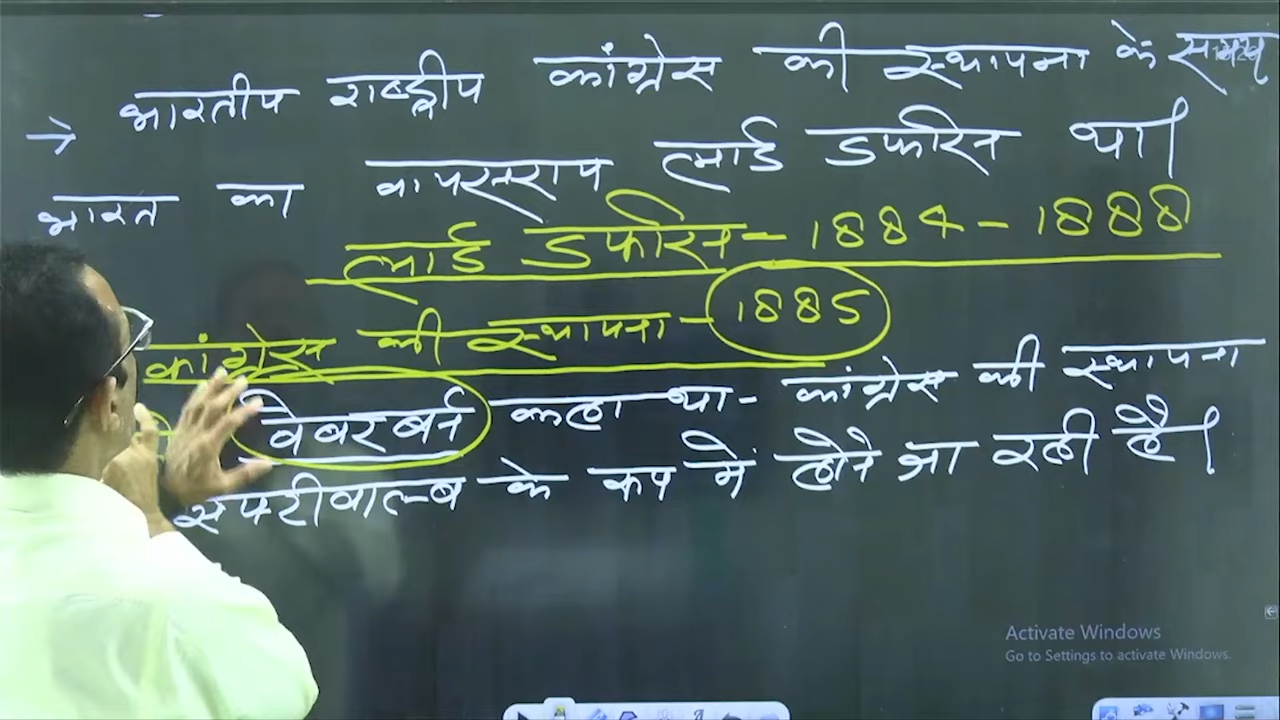 → भारतीय राष्ट्रीय कांग्रेस की स्थापना के समय
भारत का वायसराय लार्ड डफरिन था।
लार्ड डफरिन - 1884 - 1888
कांग्रेस की स्थापना - 1885
वेबरबर्न कहा था - कांग्रेस की स्थापना
सेफ्टीवाल्ब के रूप में होने जा रही है।
Activate Windows
Go to Settings to activate Windows.